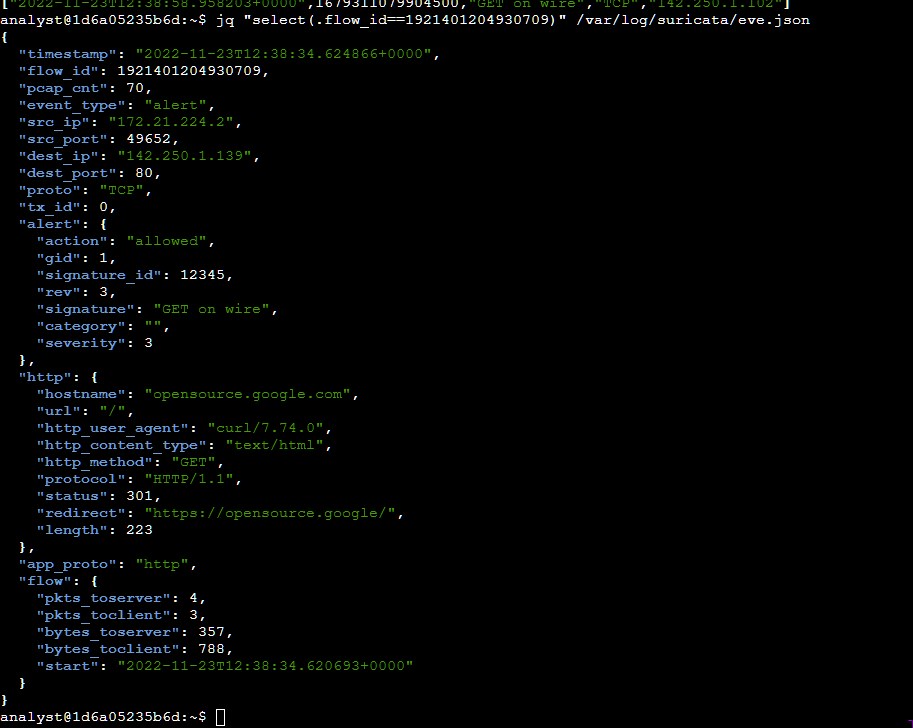 ["2022-11-23T12:38:58.958203+0000",1679311079904500,"GET on wire","TCP","142.250.1.102"]
analyst@1d6a05235b6d:~$ jq "select(.flow_id==1921401204930709)" /var/log/suricata/eve.json
{
  "timestamp": "2022-11-23T12:38:34.624866+0000",
  "flow_id": 1921401204930709,
  "pcap_cnt": 70,
  "event_type": "alert",
  "src_ip": "172.21.224.2",
  "src_port": 49652,
  "dest_ip": "142.250.1.139",
  "dest_port": 80,
  "proto": "TCP",
  "tx_id": 0,
  "alert": {
    "action": "allowed",
    "gid": 1,
    "signature_id": 12345,
    "rev": 3,
    "signature": "GET on wire",
    "category": "",
    "severity": 3
  },
  "http": {
    "hostname": "opensource.google.com",
    "url": "/",
    "http_user_agent": "curl/7.74.0",
    "http_content_type": "text/html",
    "http_method": "GET",
    "protocol": "HTTP/1.1",
    "status": 301,
    "redirect": "https://opensource.google/",
    "length": 223
  },
  "app_proto": "http",
  "flow": {
    "pkts_toserver": 4,
    "pkts_toclient": 3,
    "bytes_toserver": 357,
    "bytes_toclient": 788,
    "start": "2022-11-23T12:38:34.620693+0000"
  }
}
analyst@1d6a05235b6d:~$